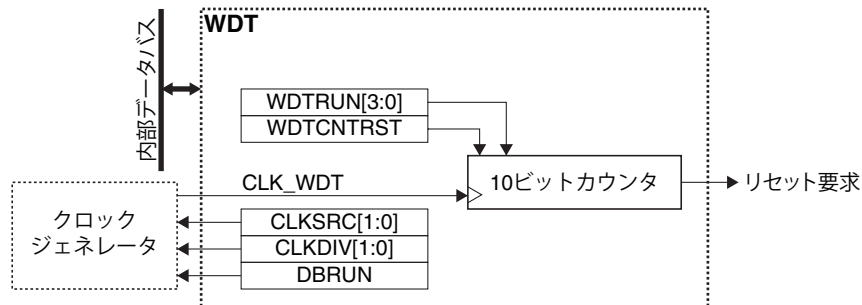 WDT
内部データバス
WDTRUN[3:0]
WDTCNTRST
CLK_WDT
10ビットカウンタ
リセット要求
クロック
ジェネレータ
CLKSRC[1:0]
CLKDIV[1:0]
DBRUN